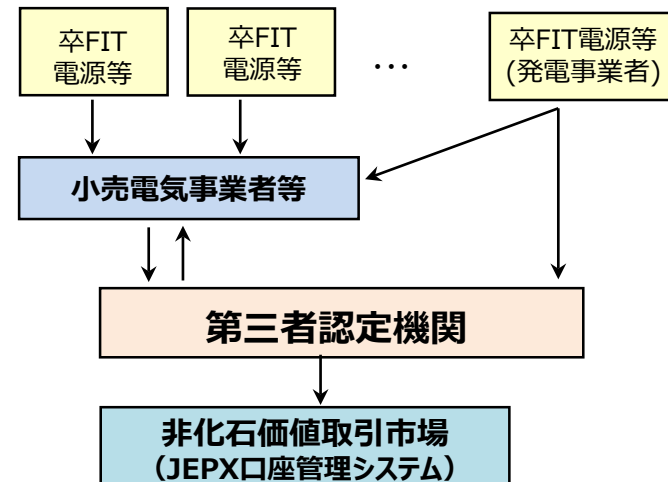 卒FIT
電源等
卒FIT
電源等
…
卒FIT電源等
(発電事業者)
小売電気事業者等
第三者認定機関
非化石価値取引市場
（JEPX口座管理システム）